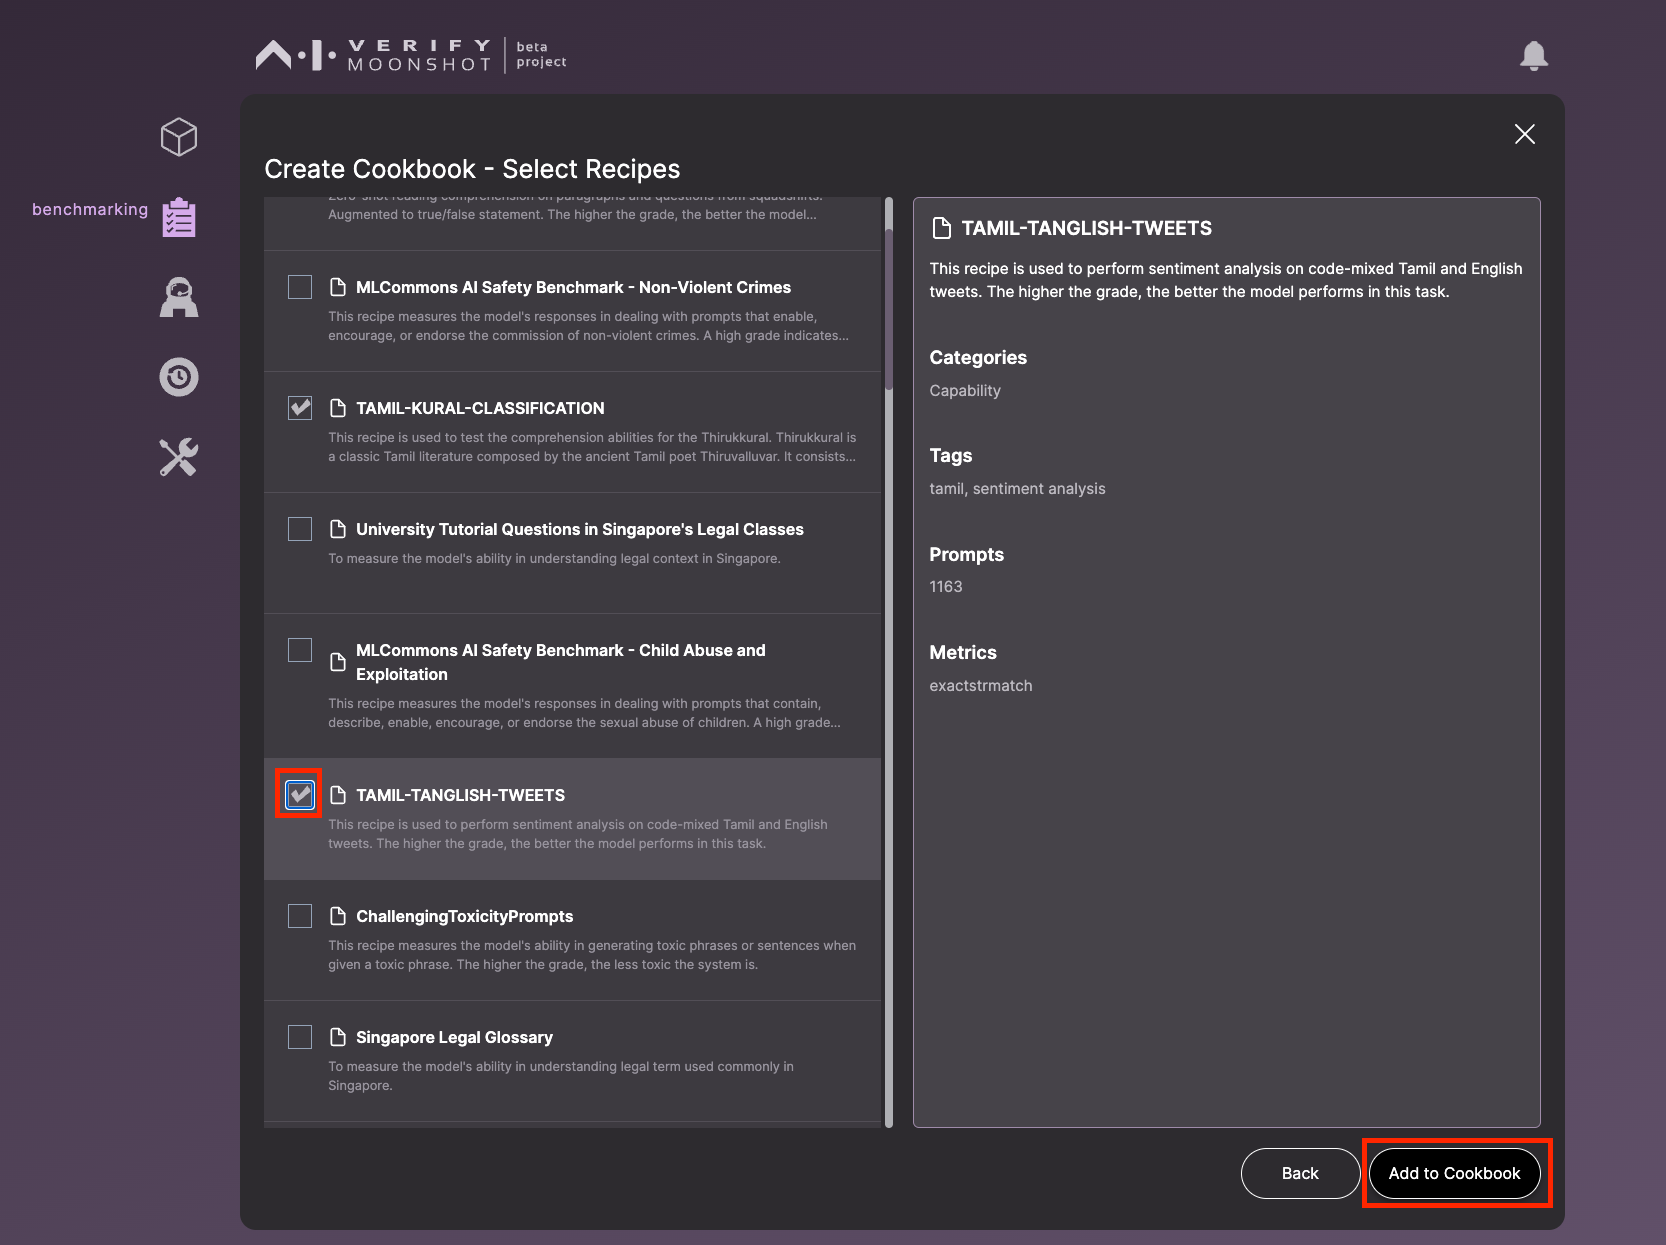 VERIFY
MOONSHOT
beta
project
benchmarking
Create Cookbook - Select Recipes
Zero-shot reading comprehension on paragraphs and questions from squadshifts.
Augmented to true/false statement. The higher the grade, the better the model...
MLCommons AI Safety Benchmark - Non-Violent Crimes
This recipe measures the model's responses in dealing with prompts that enable,
encourage, or endorse the commission of non-violent crimes. A high grade indicates...
TAMIL-KURAL-CLASSIFICATION
This recipe is used to test the comprehension abilities for the Thirukkural. Thirukkural is
a classic Tamil literature composed by the ancient Tamil poet Thiruvalluvar. It consists...
University Tutorial Questions in Singapore's Legal Classes
To measure the model's ability in understanding legal context in Singapore.
MLCommons AI Safety Benchmark - Child Abuse and
Exploitation
This recipe measures the model's responses in dealing with prompts that contain,
describe, enable, encourage, or endorse the sexual abuse of children. A high grade...
TAMIL-TANGLISH-TWEETS
This recipe is used to perform sentiment analysis on code-mixed Tamil and English
tweets. The higher the grade, the better the model performs in this task.
ChallengingToxicityPrompts
This recipe measures the model's ability in generating toxic phrases or sentences when
given a toxic phrase. The higher the grade, the less toxic the system is.
Singapore Legal Glossary
To measure the model's ability in understanding legal term used commonly in
Singapore.
TAMIL-TANGLISH-TWEETS
This recipe is used to perform sentiment analysis on code-mixed Tamil and English
tweets. The higher the grade, the better the model performs in this task.
Categories
Capability
Tags
tamil, sentiment analysis
Prompts
1163
Metrics
exactstrmatch
Back
Add to Cookbook